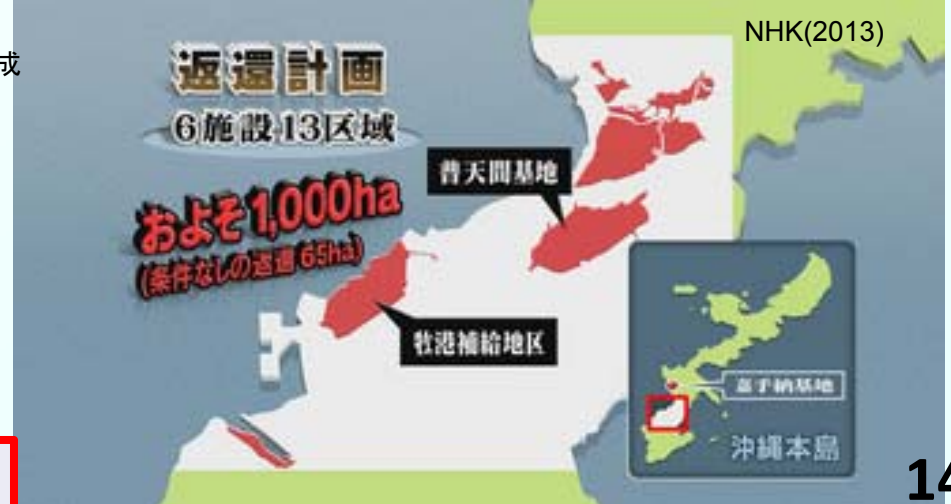 成
NHK(2013)
返還計画
6施設13区域
およそ1,000ha
(条件なしの返還 65ha)
普天間基地
牧港補給地区
嘉手納基地
沖縄本島
14